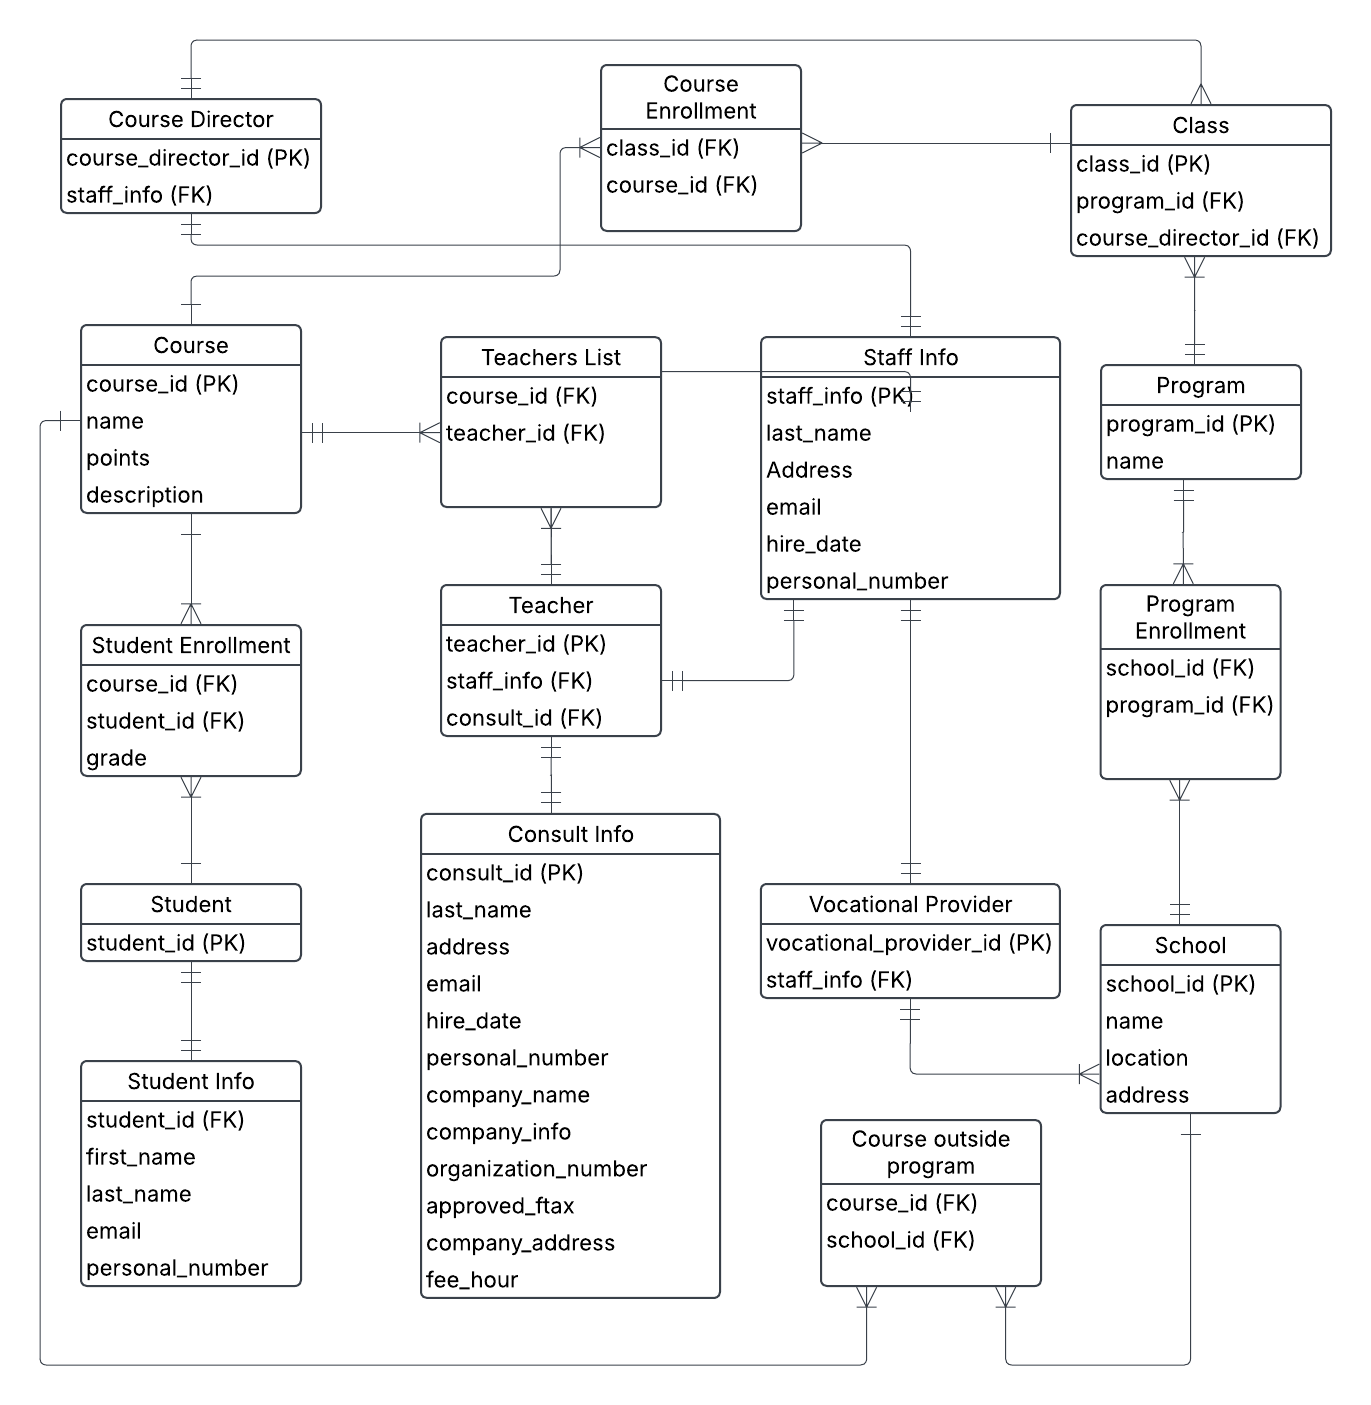 Course Director
course_director_id (PK)
staff_info (FK)
Course
Enrollment
class_id (FK)
course_id (FK)
Class
class_id (PK)
program_id (FK)
course_director_id (FK)
Course
course_id (PK)
name
points
description
Teachers List
course_id (FK)
teacher_id (FK)
Staff Info
staff_info (PK)
last_name
Address
email
hire_date
personal_number
Program
program_id (PK)
name
Student Enrollment
course_id (FK)
student_id (FK)
grade
Teacher
teacher_id (PK)
staff_info (FK)
consult_id (FK)
Program
Enrollment
school_id (FK)
program_id (FK)
Student
student_id (PK)
Consult Info
consult_id (PK)
last_name
address
email
hire_date
personal_number
company_name
company_info
organization_number
approved_ftax
company_address
fee_hour
Vocational Provider
vocational_provider_id (PK)
staff_info (FK)
School
school_id (PK)
name
location
address
Student Info
student_id (FK)
first_name
last_name
email
personal_number
Course outside
program
course_id (FK)
school_id (FK)